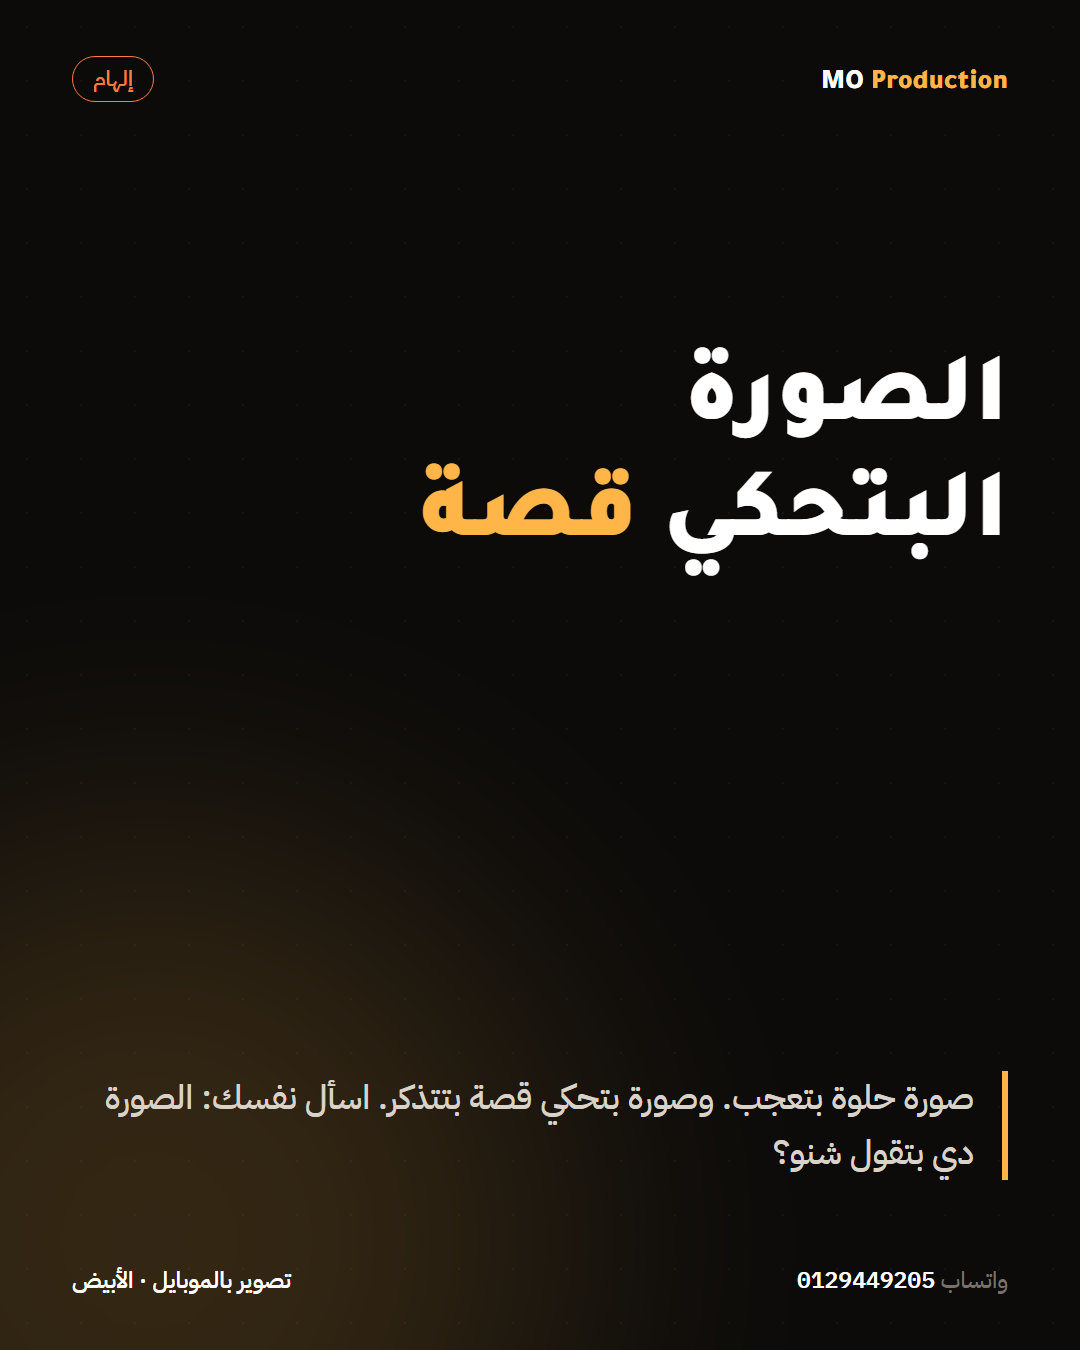 MO Production
إلهام
الصورة
البتحكي قصة
صورة حلوة بتعجب. وصورة بتحكي قصة بتتذكر. اسأل نفسك: الصورة
دي بتقول شنو؟
واتساب 0129449205
تصوير بالموبايل · الأبيض